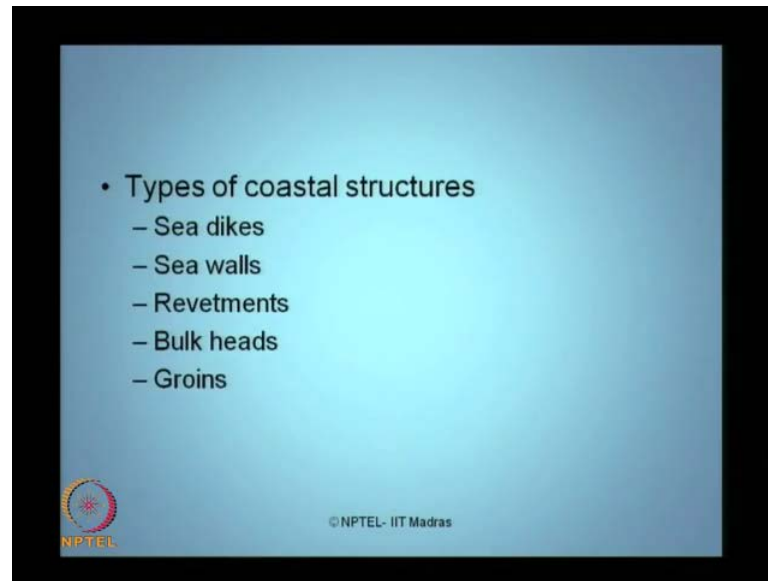 • Types of coastal structures
– Sea dikes
– Sea walls
– Revetments
– Bulk heads
– Groins
NPTEL
© NPTEL- IIT Madras